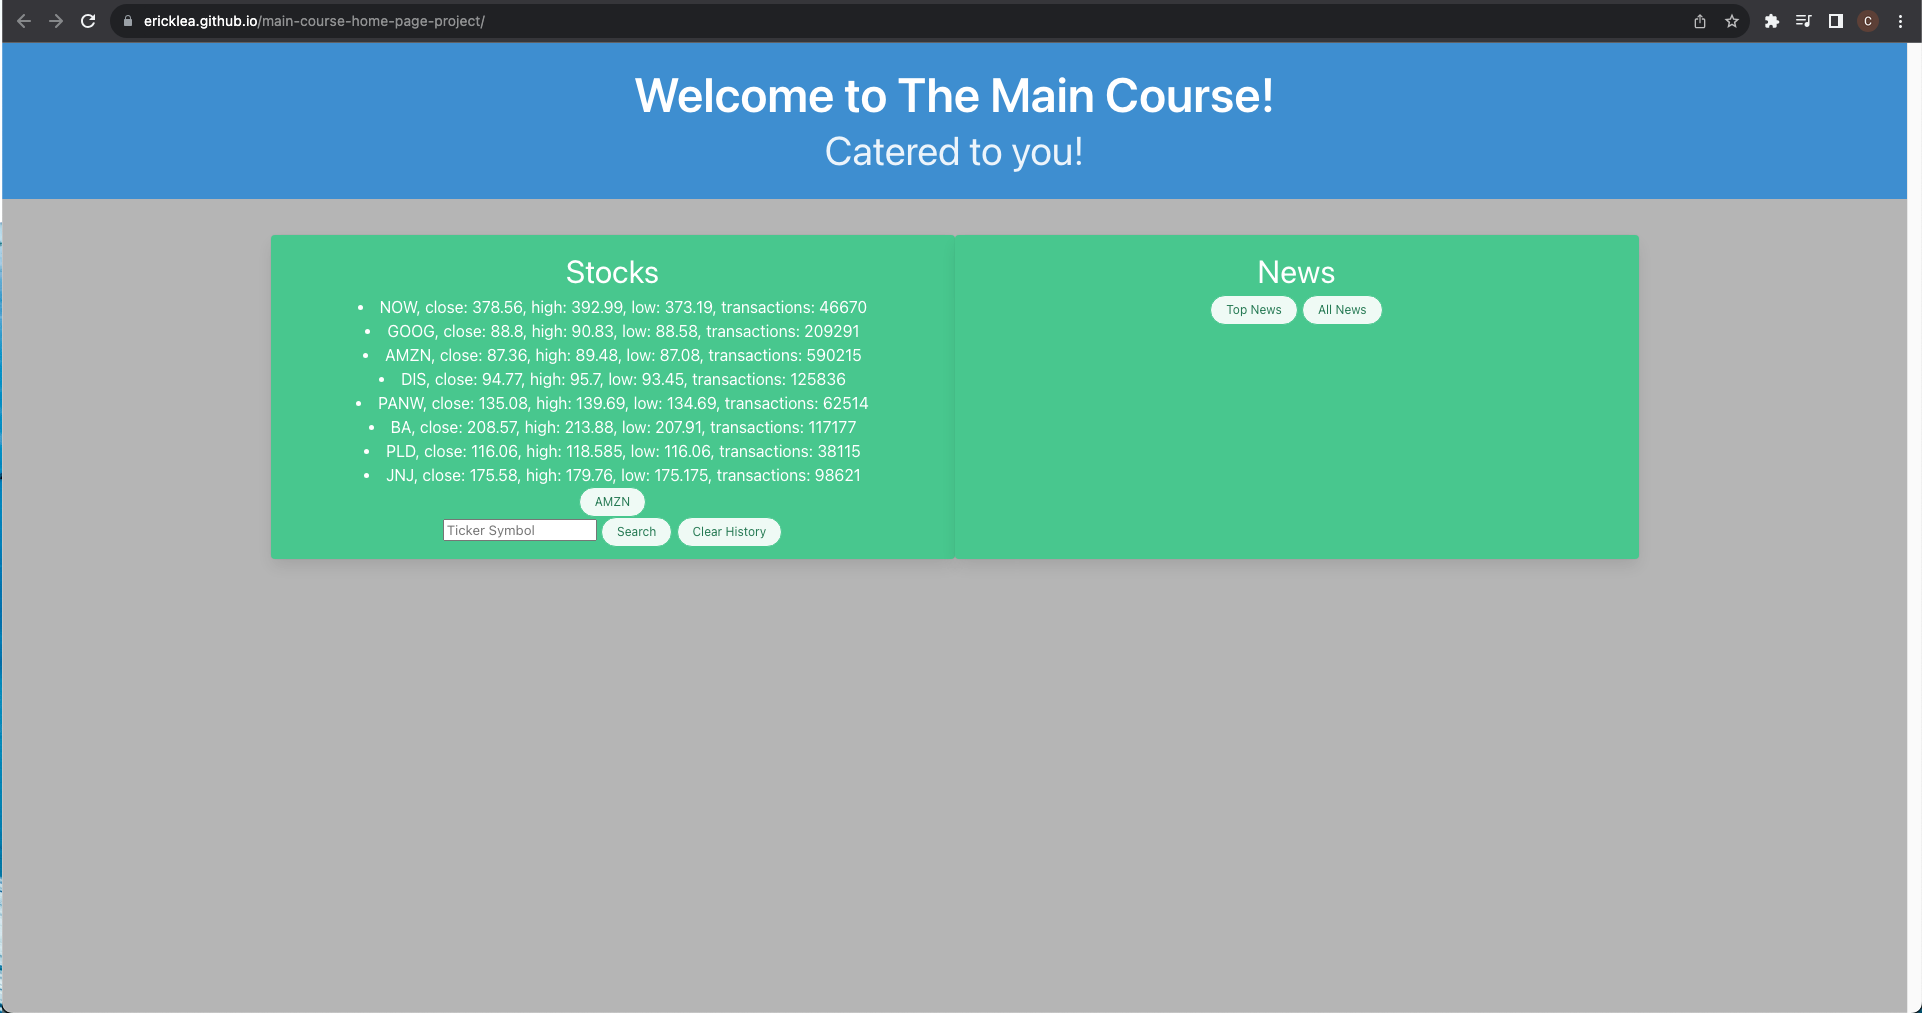 ericklea.github.io/main-course-home-page-project/
C
Welcome to The Main Course!
Catered to you!
Stocks
• NOW, close: 378.56, high: 392.99, low: 373.19, transactions: 46670
• GOOG, close: 88.8, high: 90.83, low: 88.58, transactions: 209291
• AMZN, close: 87.36, high: 89.48, low: 87.08, transactions: 590215
• DIS, close: 94.77, high: 95.7, low: 93.45, transactions: 125836
• PANW, close: 135.08, high: 139.69, low: 134.69, transactions: 62514
• BA, close: 208.57, high: 213.88, low: 207.91, transactions: 117177
• PLD, close: 116.06, high: 118.585, low: 116.06, transactions: 38115
• JNJ, close: 175.58, high: 179.76, low: 175.175, transactions: 98621
AMZN
Ticker Symbol Search Clear History
News
Top News All News